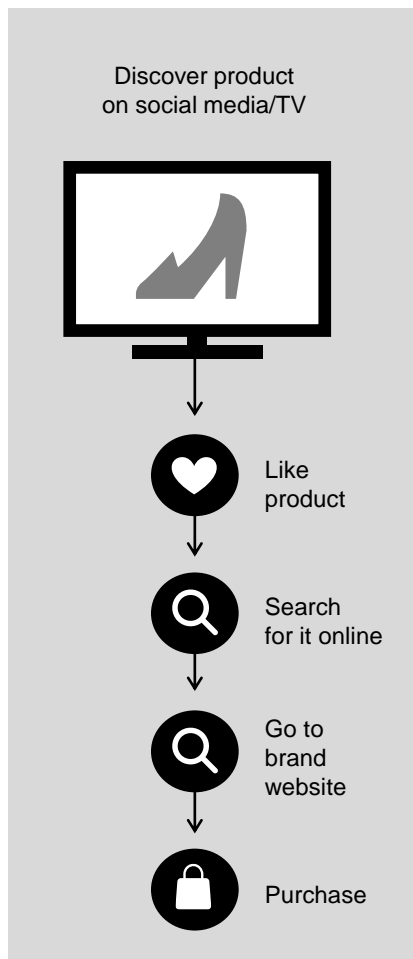 Discover product
on social media/TV
Like
product
Search
for it online
Go to
brand
website
Purchase